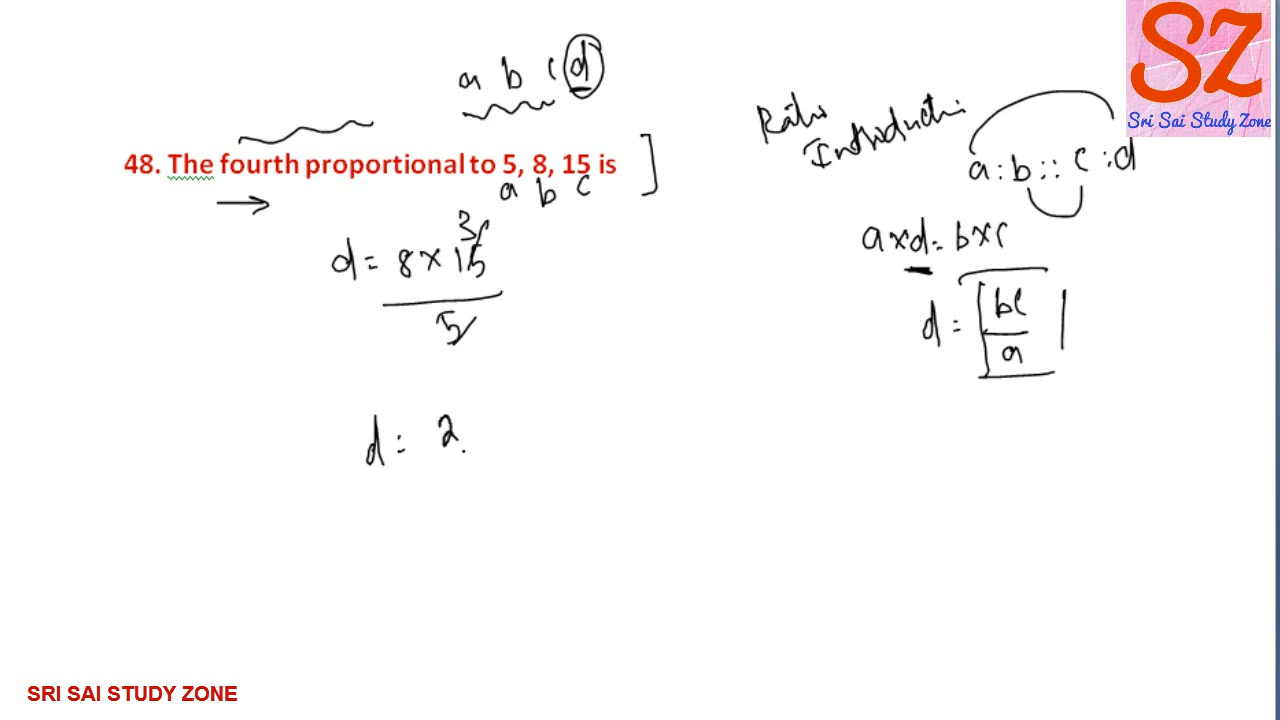 SZ
Sri Sai Study Zone
a b c d
Ratio
Introduction
48. The fourth proportional to 5, 8, 15 is
a b c
a : b :: c : d
a × d = b × c
d = 8 × 15 3
5
d = bc
a
d = 2
SRI SAI STUDY ZONE